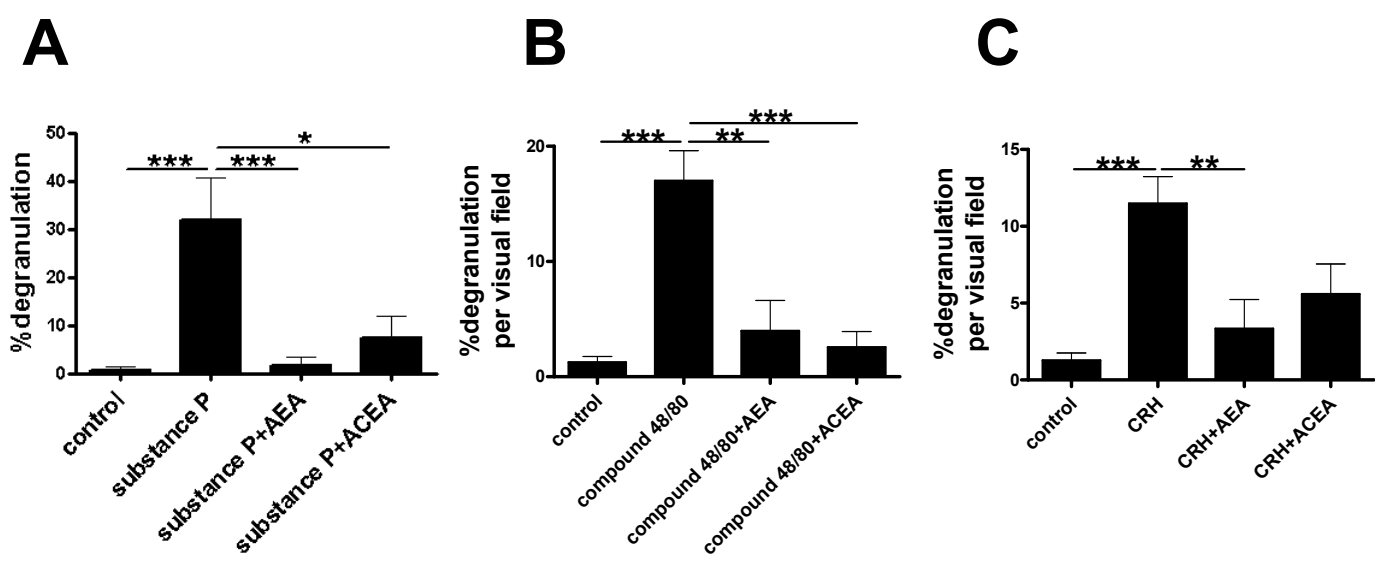 A
B
C
%degranulation
50
40
30
20
10
0
***
***
*
control
substance P
substance P+AEA
substance P+ACEA
%degranulation
per visual field
20
10
0
***
**
***
control
compound 48/80
compound 48/80+AEA
compound 48/80+ACEA
%degranulation
per visual field
15
10
5
0
***
**
control
CRH
CRH+AEA
CRH+ACEA